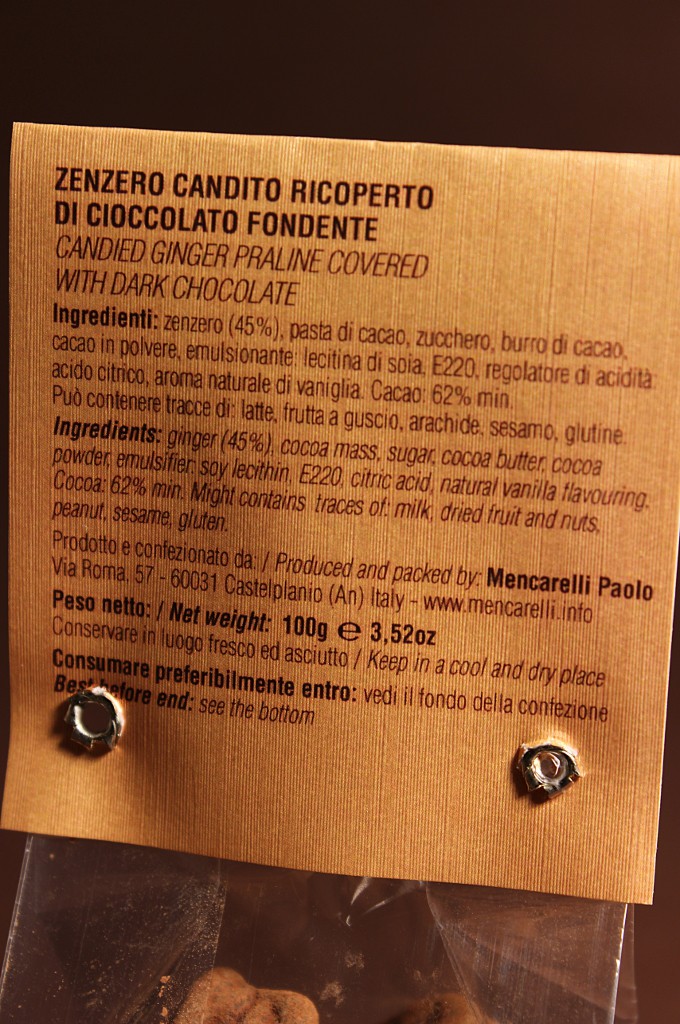 ZENZERO CANDITO RICOPERTO
DI CIOCCOLATO FONDENTE
CANDIED GINGER PRALINE COVERED
WITH DARK CHOCOLATE
Ingredienti: zenzero (45%), pasta di cacao, zucchero, burro di cacao,
cacao in polvere, emulsionante: lecitina di soia, E220, regolatore di acidità:
acido citrico, aroma naturale di vaniglia. Cacao: 62% min.
Può contenere tracce di: latte, frutta a guscio, arachide, sesamo, glutine.
Ingredients: ginger (45%), cocoa mass, sugar, cocoa butter, cocoa
powder, emulsifier: soy lecithin, E220, citric acid, natural vanilla flavouring.
Cocoa: 62% min. Might contains traces of: milk, dried fruit and nuts,
peanut, sesame, gluten.
Prodotto e confezionato da: / Produced and packed by: Mencarelli Paolo
Via Roma, 57 - 60031 Castelplanio (An) Italy - www.mencarelli.info
Peso netto: / Net weight: 100g ℮ 3,52oz
Conservare in luogo fresco ed asciutto / Keep in a cool and dry place
Consumare preferibilmente entro: vedi il fondo della confezione
Best before end: see the bottom